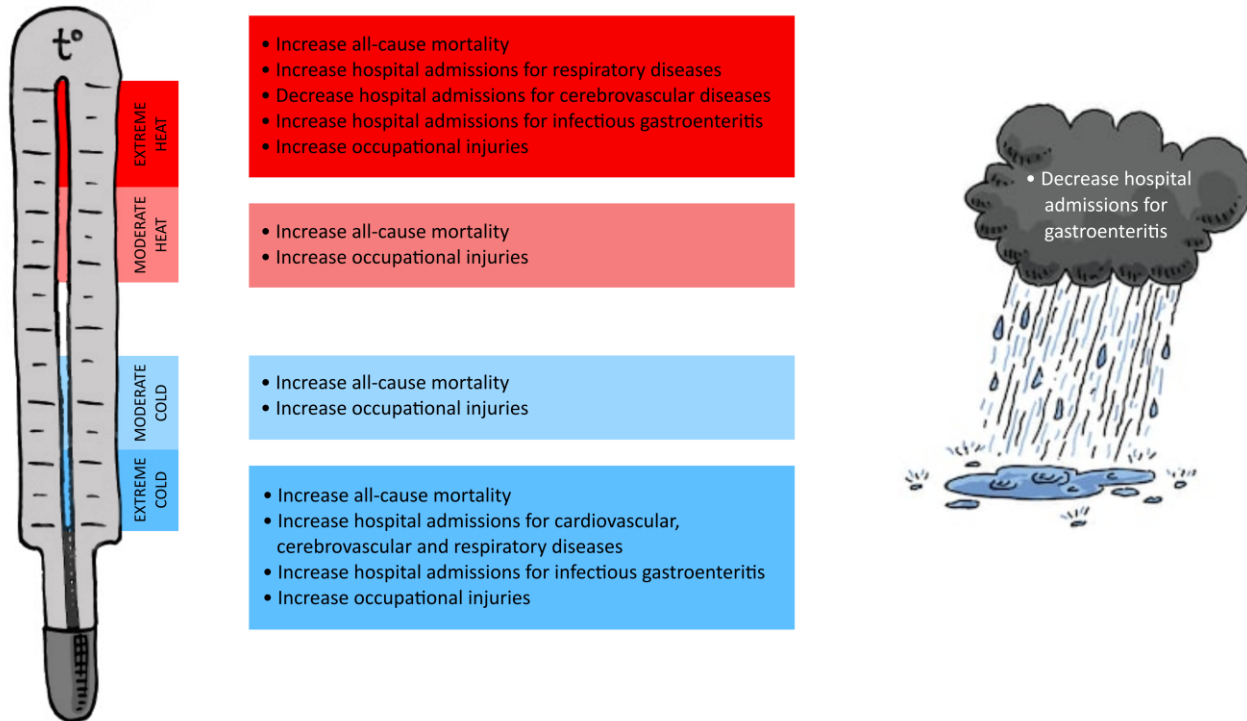 t°
EXTREME
HEAT
• Increase all-cause mortality
• Increase hospital admissions for respiratory diseases
• Decrease hospital admissions for cerebrovascular diseases
• Increase hospital admissions for infectious gastroenteritis
• Increase occupational injuries
MODERATE
HEAT
• Increase all-cause mortality
• Increase occupational injuries
MODERATE
COLD
• Increase all-cause mortality
• Increase occupational injuries
EXTREME
COLD
• Increase all-cause mortality
• Increase hospital admissions for cardiovascular,
cerebrovascular and respiratory diseases
• Increase hospital admissions for infectious gastroenteritis
• Increase occupational injuries
• Decrease hospital
admissions for
gastroenteritis